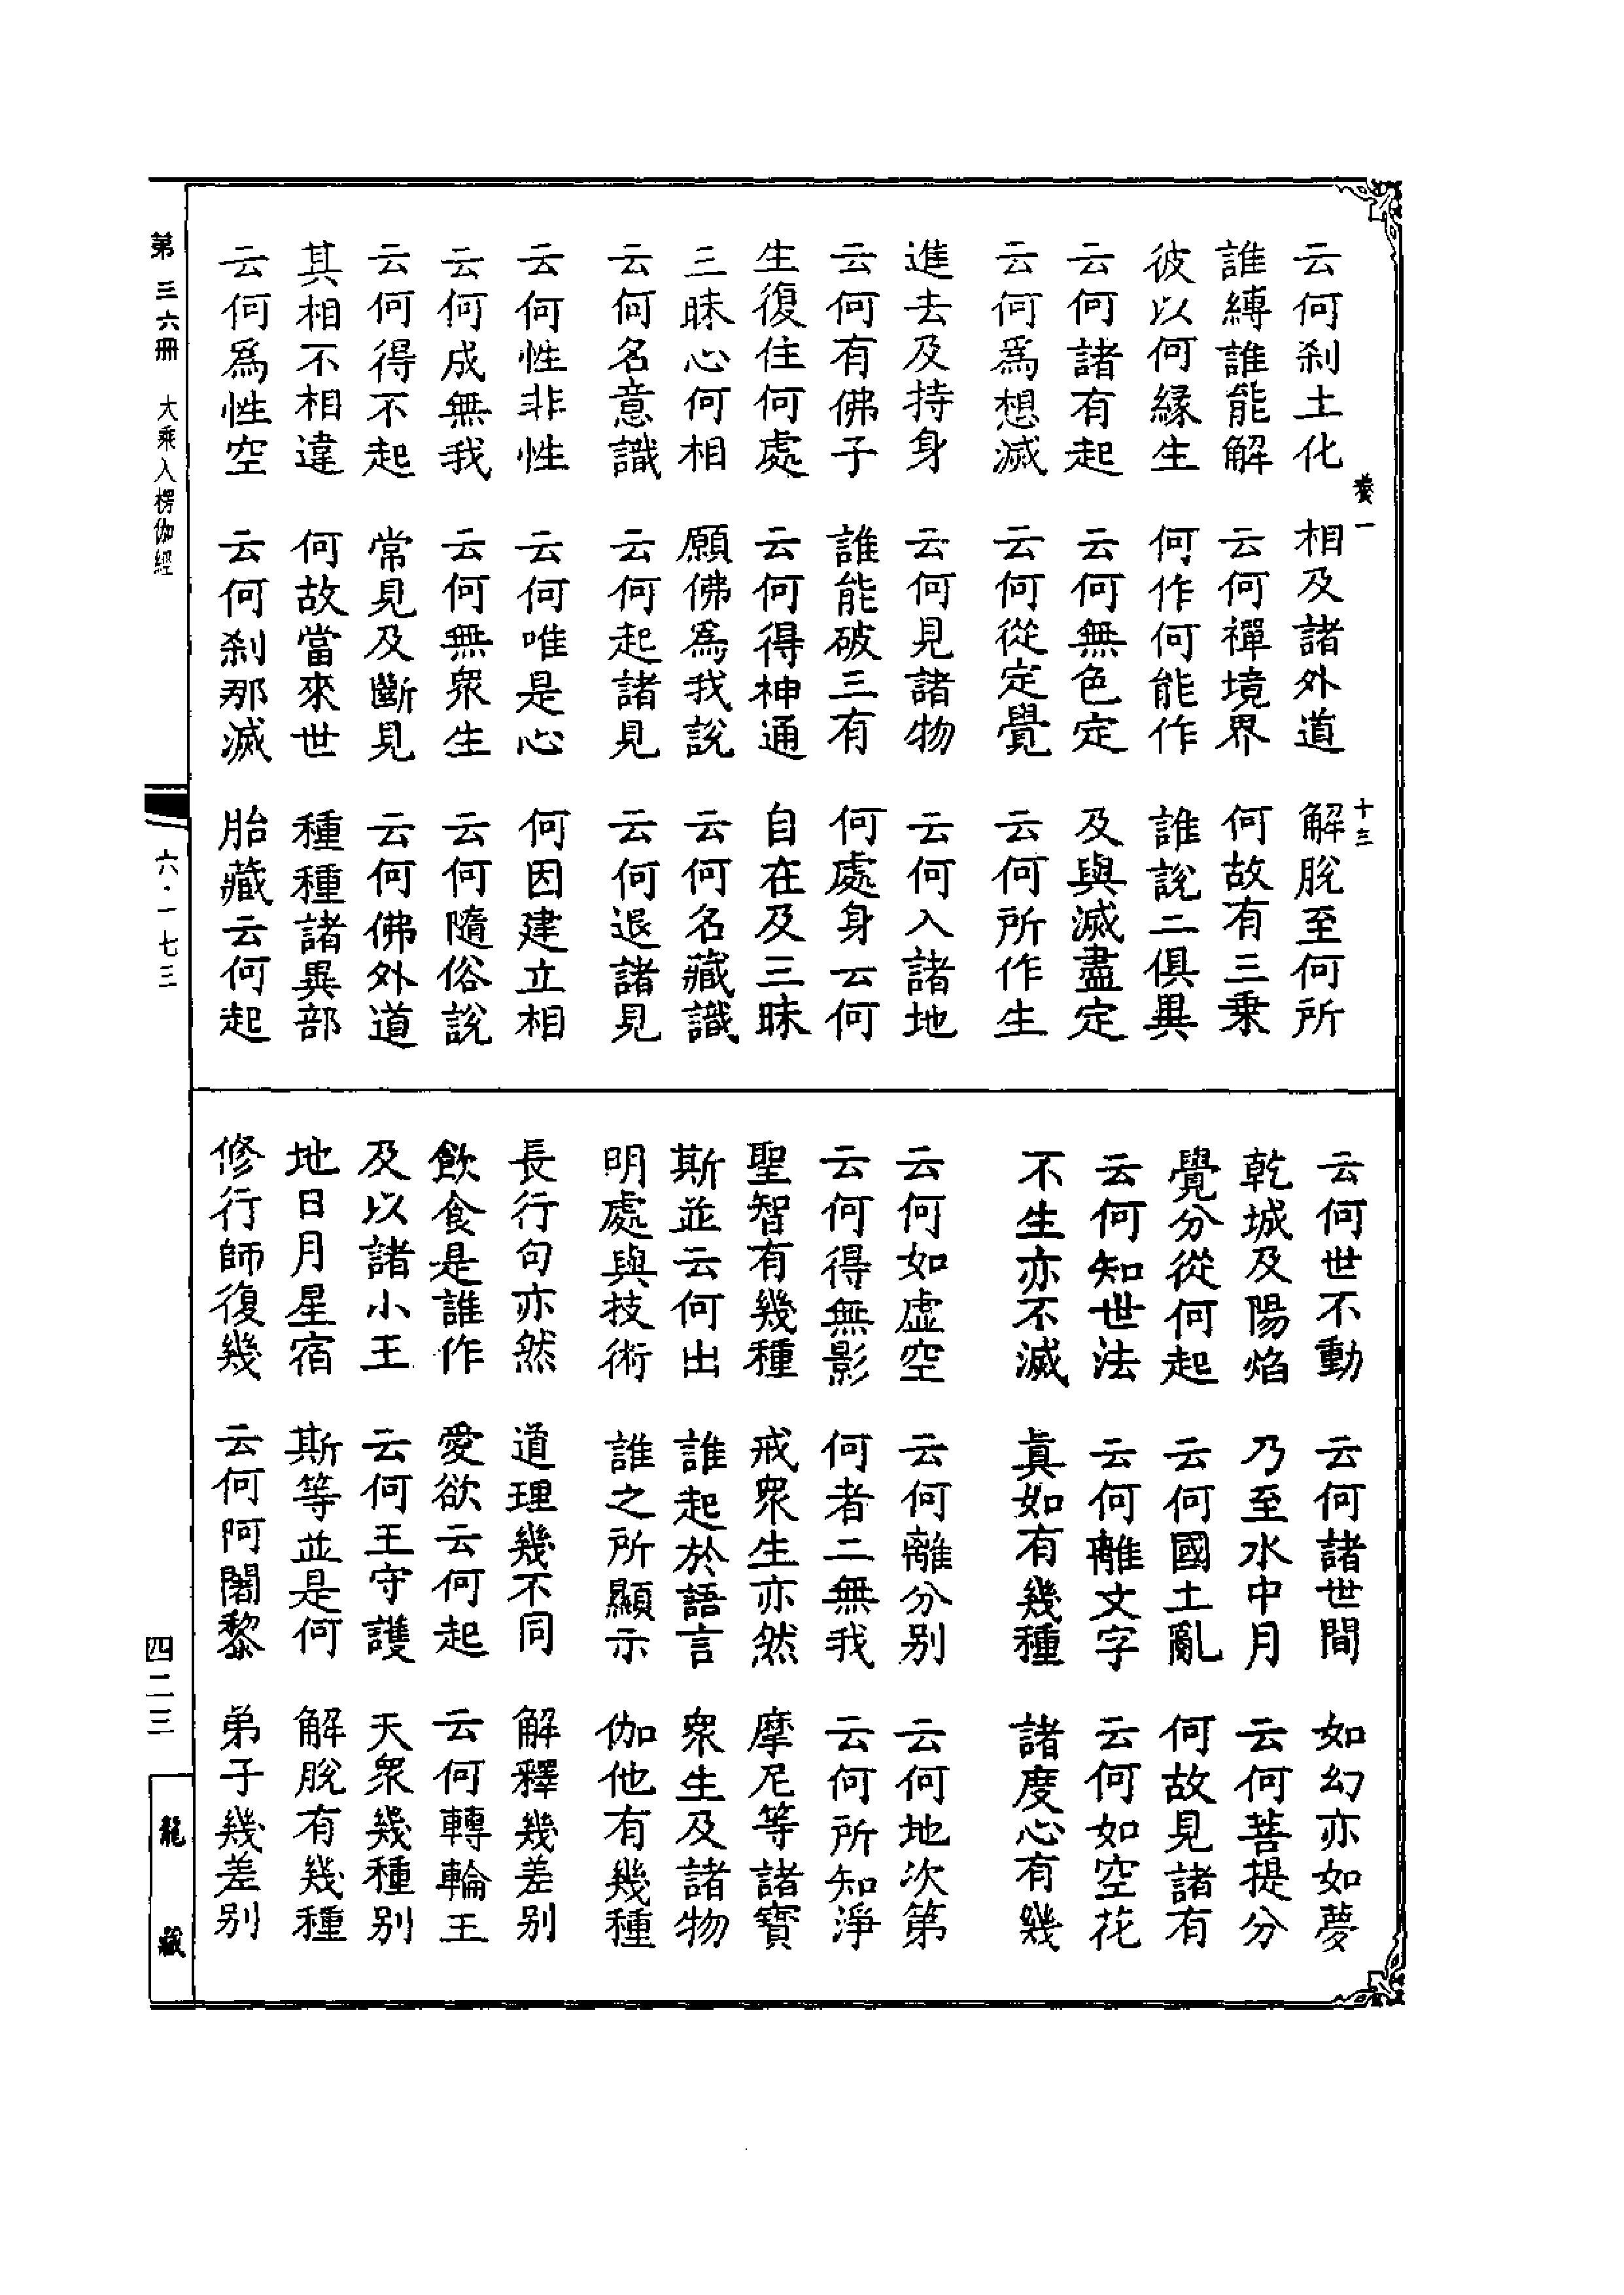 養一
十三
云何刹土化　相及諸外道　解脫至何所
誰縛誰能解　云何禪境界　何故有三乗
彼以何緣生　何作何能作　誰說二俱異
云何諸有起　云何無色定　及與滅盡定
云何爲想滅　云何從定覺　云何所作生
進去及持身　云何見諸物　云何入諸地
云何有佛子　誰能破三有　何處身云何
生復住何處　云何得神通　自在及三昧
三昧心何相　願佛爲我說　云何名藏識
云何名意識　云何起諸見　云何退諸見
云何性非性　云何唯是心　何因建立相
云何成無我　云何無衆生　云何隨俗說
云何得不起　常見及斷見　云何佛外道
其相不相違　何故當來世　種種諸異部
云何爲性空　云何刹那滅　胎藏云何起
云何世不動　云何諸世間　如幻亦如夢
乾城及陽焰　乃至水中月　云何菩提分
覺分從何起　云何國土亂　何故見諸有
云何知世法　云何離文字　云何如空花
不生亦不滅　眞如有幾種　諸度心有幾
云何如虛空　云何離分别　云何地次第
云何得無影　何者二無我　云何所知淨
聖智有幾種　戒衆生亦然　摩尼等諸寳
斯並云何出　誰起於語言　衆生及諸物
明處與技術　誰之所顯示　伽他有幾種
長行句亦然　道理幾不同　解釋幾差别
飲食是誰作　愛欲云何起　云何轉輪王
及以諸小王　云何王守護　天衆幾種别
地日月星宿　斯等並是何　解脫有幾種
修行師復幾　云何阿闍黎　弟子幾差别
第三六冊　大乘入楞伽經
六·一七三
四二三
龍藏